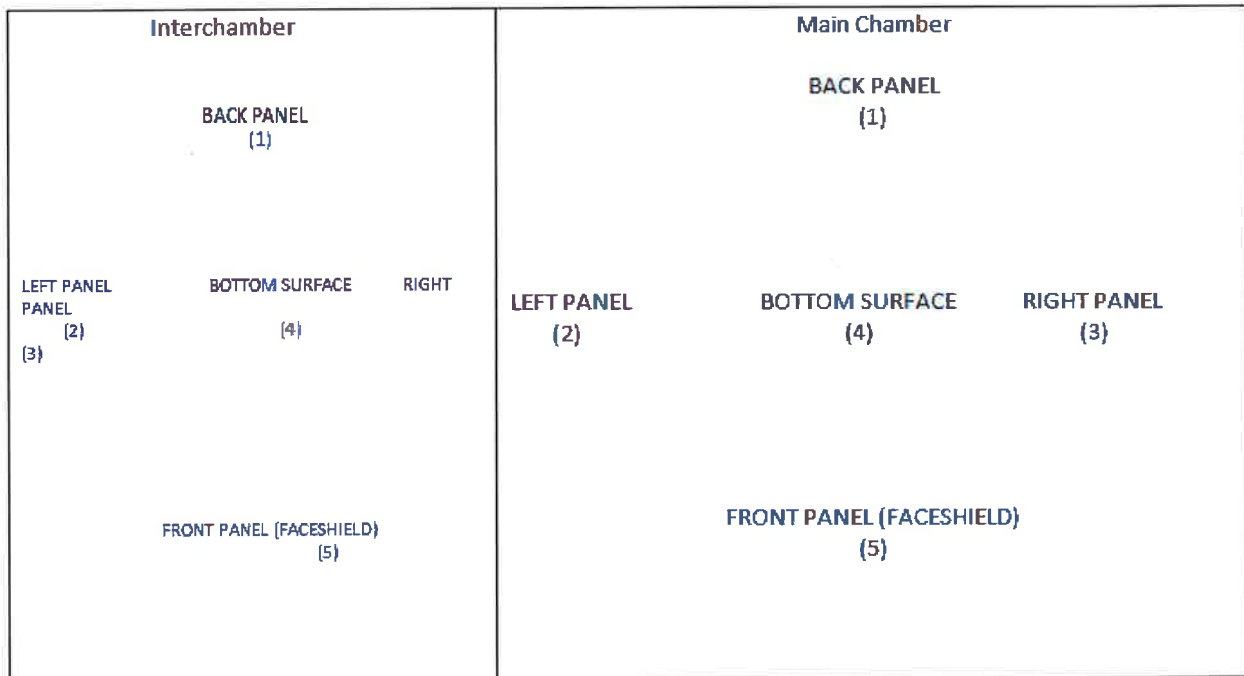 Interchamber
BACK PANEL
(1)
LEFT PANEL BOTTOM SURFACE RIGHT
PANEL
(2) (4)
(3)
FRONT PANEL (FACESHIELD)
(5)
Main Chamber
BACK PANEL
(1)
LEFT PANEL BOTTOM SURFACE RIGHT PANEL
(2) (4) (3)
FRONT PANEL (FACESHIELD)
(5)